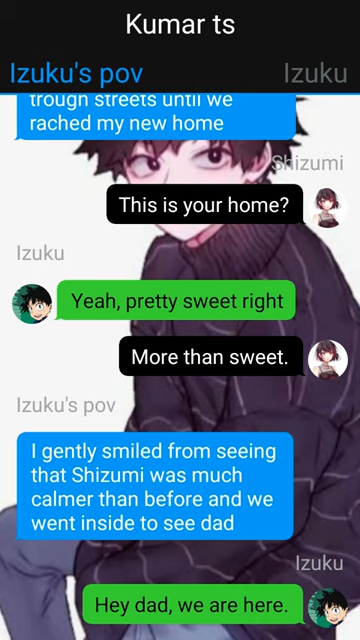 Kumar ts
Izuku's pov
Izuku
trough streets until we
rached my new home
Shizumi
This is your home?
Izuku
Yeah, pretty sweet right
More than sweet.
Izuku's pov
I gently smiled from seeing
that Shizumi was much
calmer than before and we
went inside to see dad
Izuku
Hey dad, we are here.